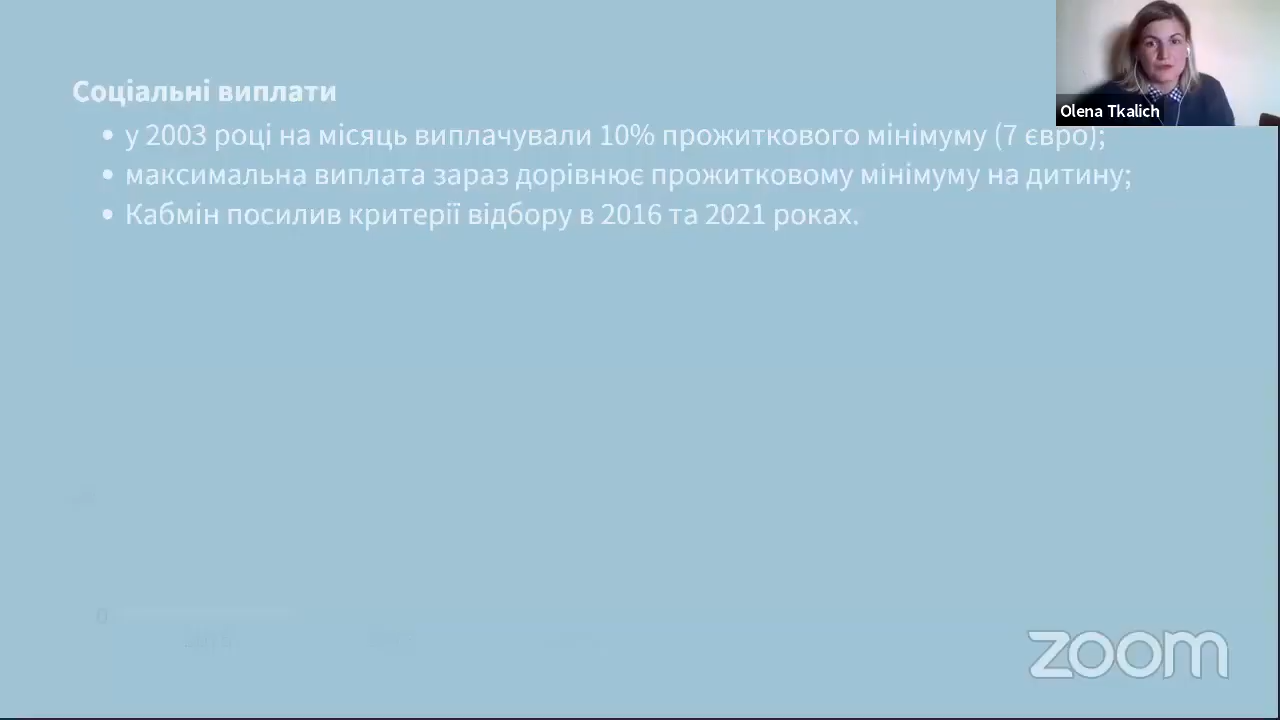 Соціальні виплати
у 2003 році на місяць виплачували 10% прожиткового мінімуму (7 євро);
максимальна виплата зараз дорівнює прожитковому мінімуму на дитину;
Кабмін посилив критерії відбору в 2016 та 2021 роках.
Olena Tkalich
0
zoom